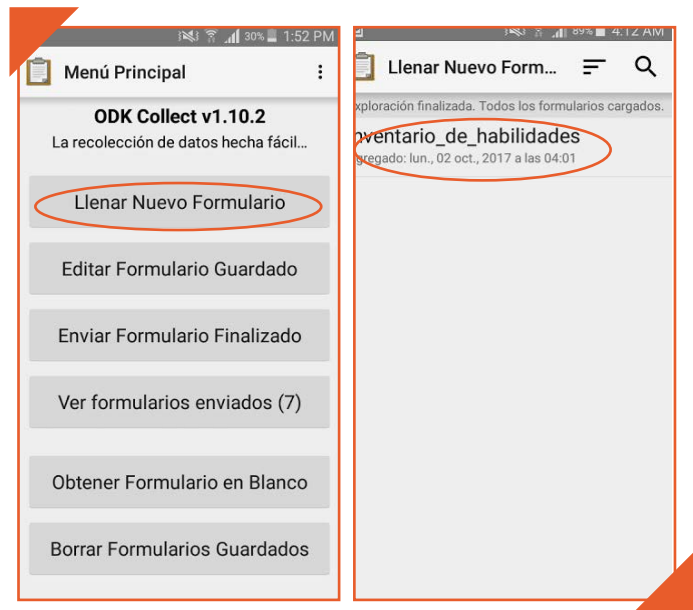 30% 1:52 PM
Menú Principal
ODK Collect v1.10.2
La recolección de datos hecha fácil...
Llenar Nuevo Formulario
Editar Formulario Guardado
Enviar Formulario Finalizado
Ver formularios enviados (7)
Obtener Formulario en Blanco
Borrar Formularios Guardados
89% 4:12 AM
Llenar Nuevo Form...
xploración finalizada. Todos los formularios cargados.
nventario_de_habilidades
gregado: lun., 02 oct., 2017 a las 04:01